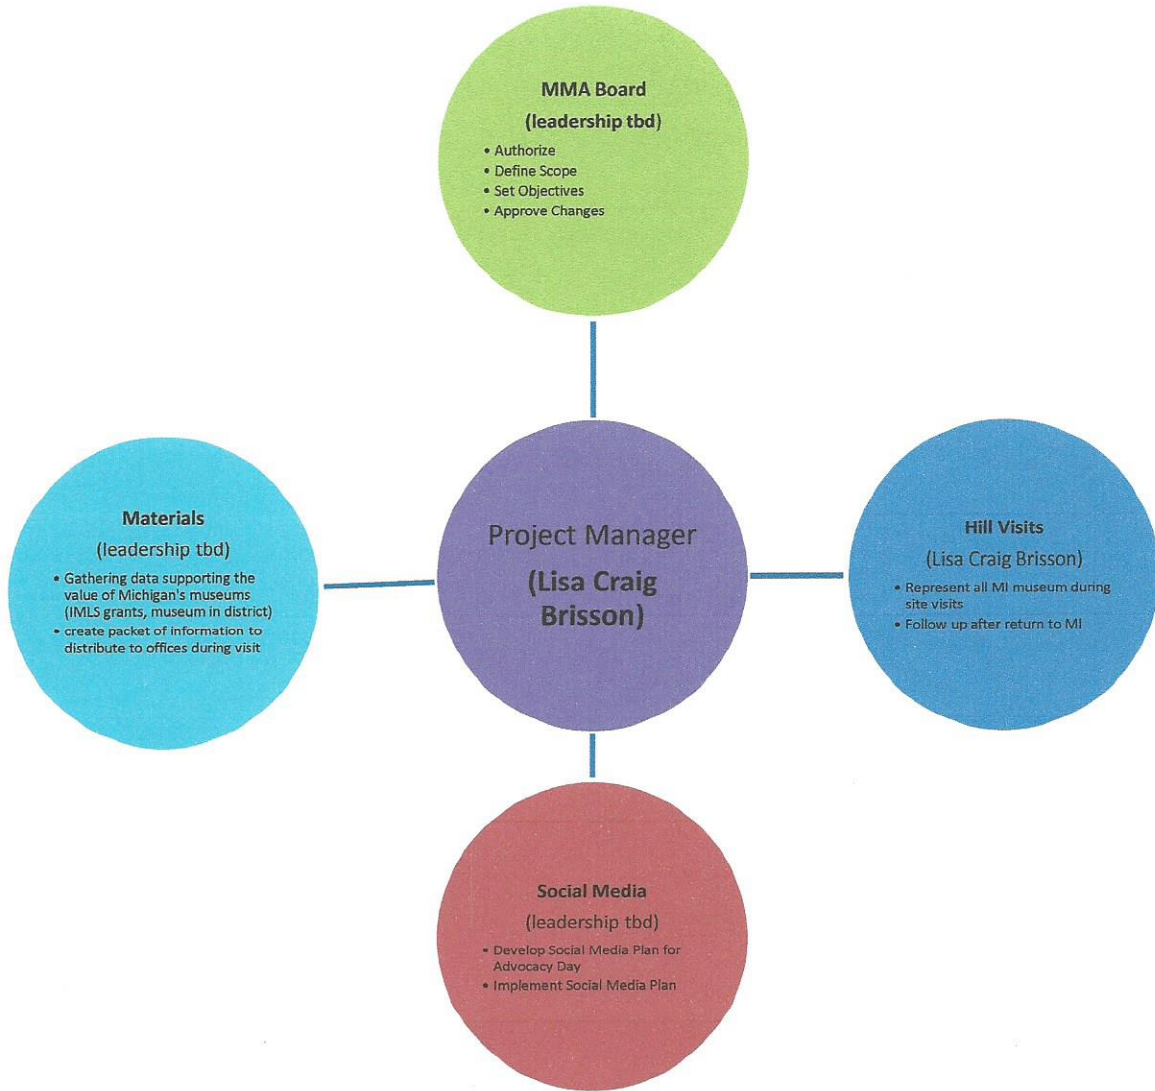 MMA Board
(leadership tbd)
• Authorize
• Define Scope
• Set Objectives
• Approve Changes
Materials
(leadership tbd)
• Gathering data supporting the
value of Michigan's museums
(IMLS grants, museum in district)
• create packet of information to
distribute to offices during visit
Project Manager
(Lisa Craig
Brisson)
Hill Visits
(Lisa Craig Brisson)
• Represent all MI museum during
site visits
• Follow up after return to MI
Social Media
(leadership tbd)
• Develop Social Media Plan for
Advocacy Day
• Implement Social Media Plan